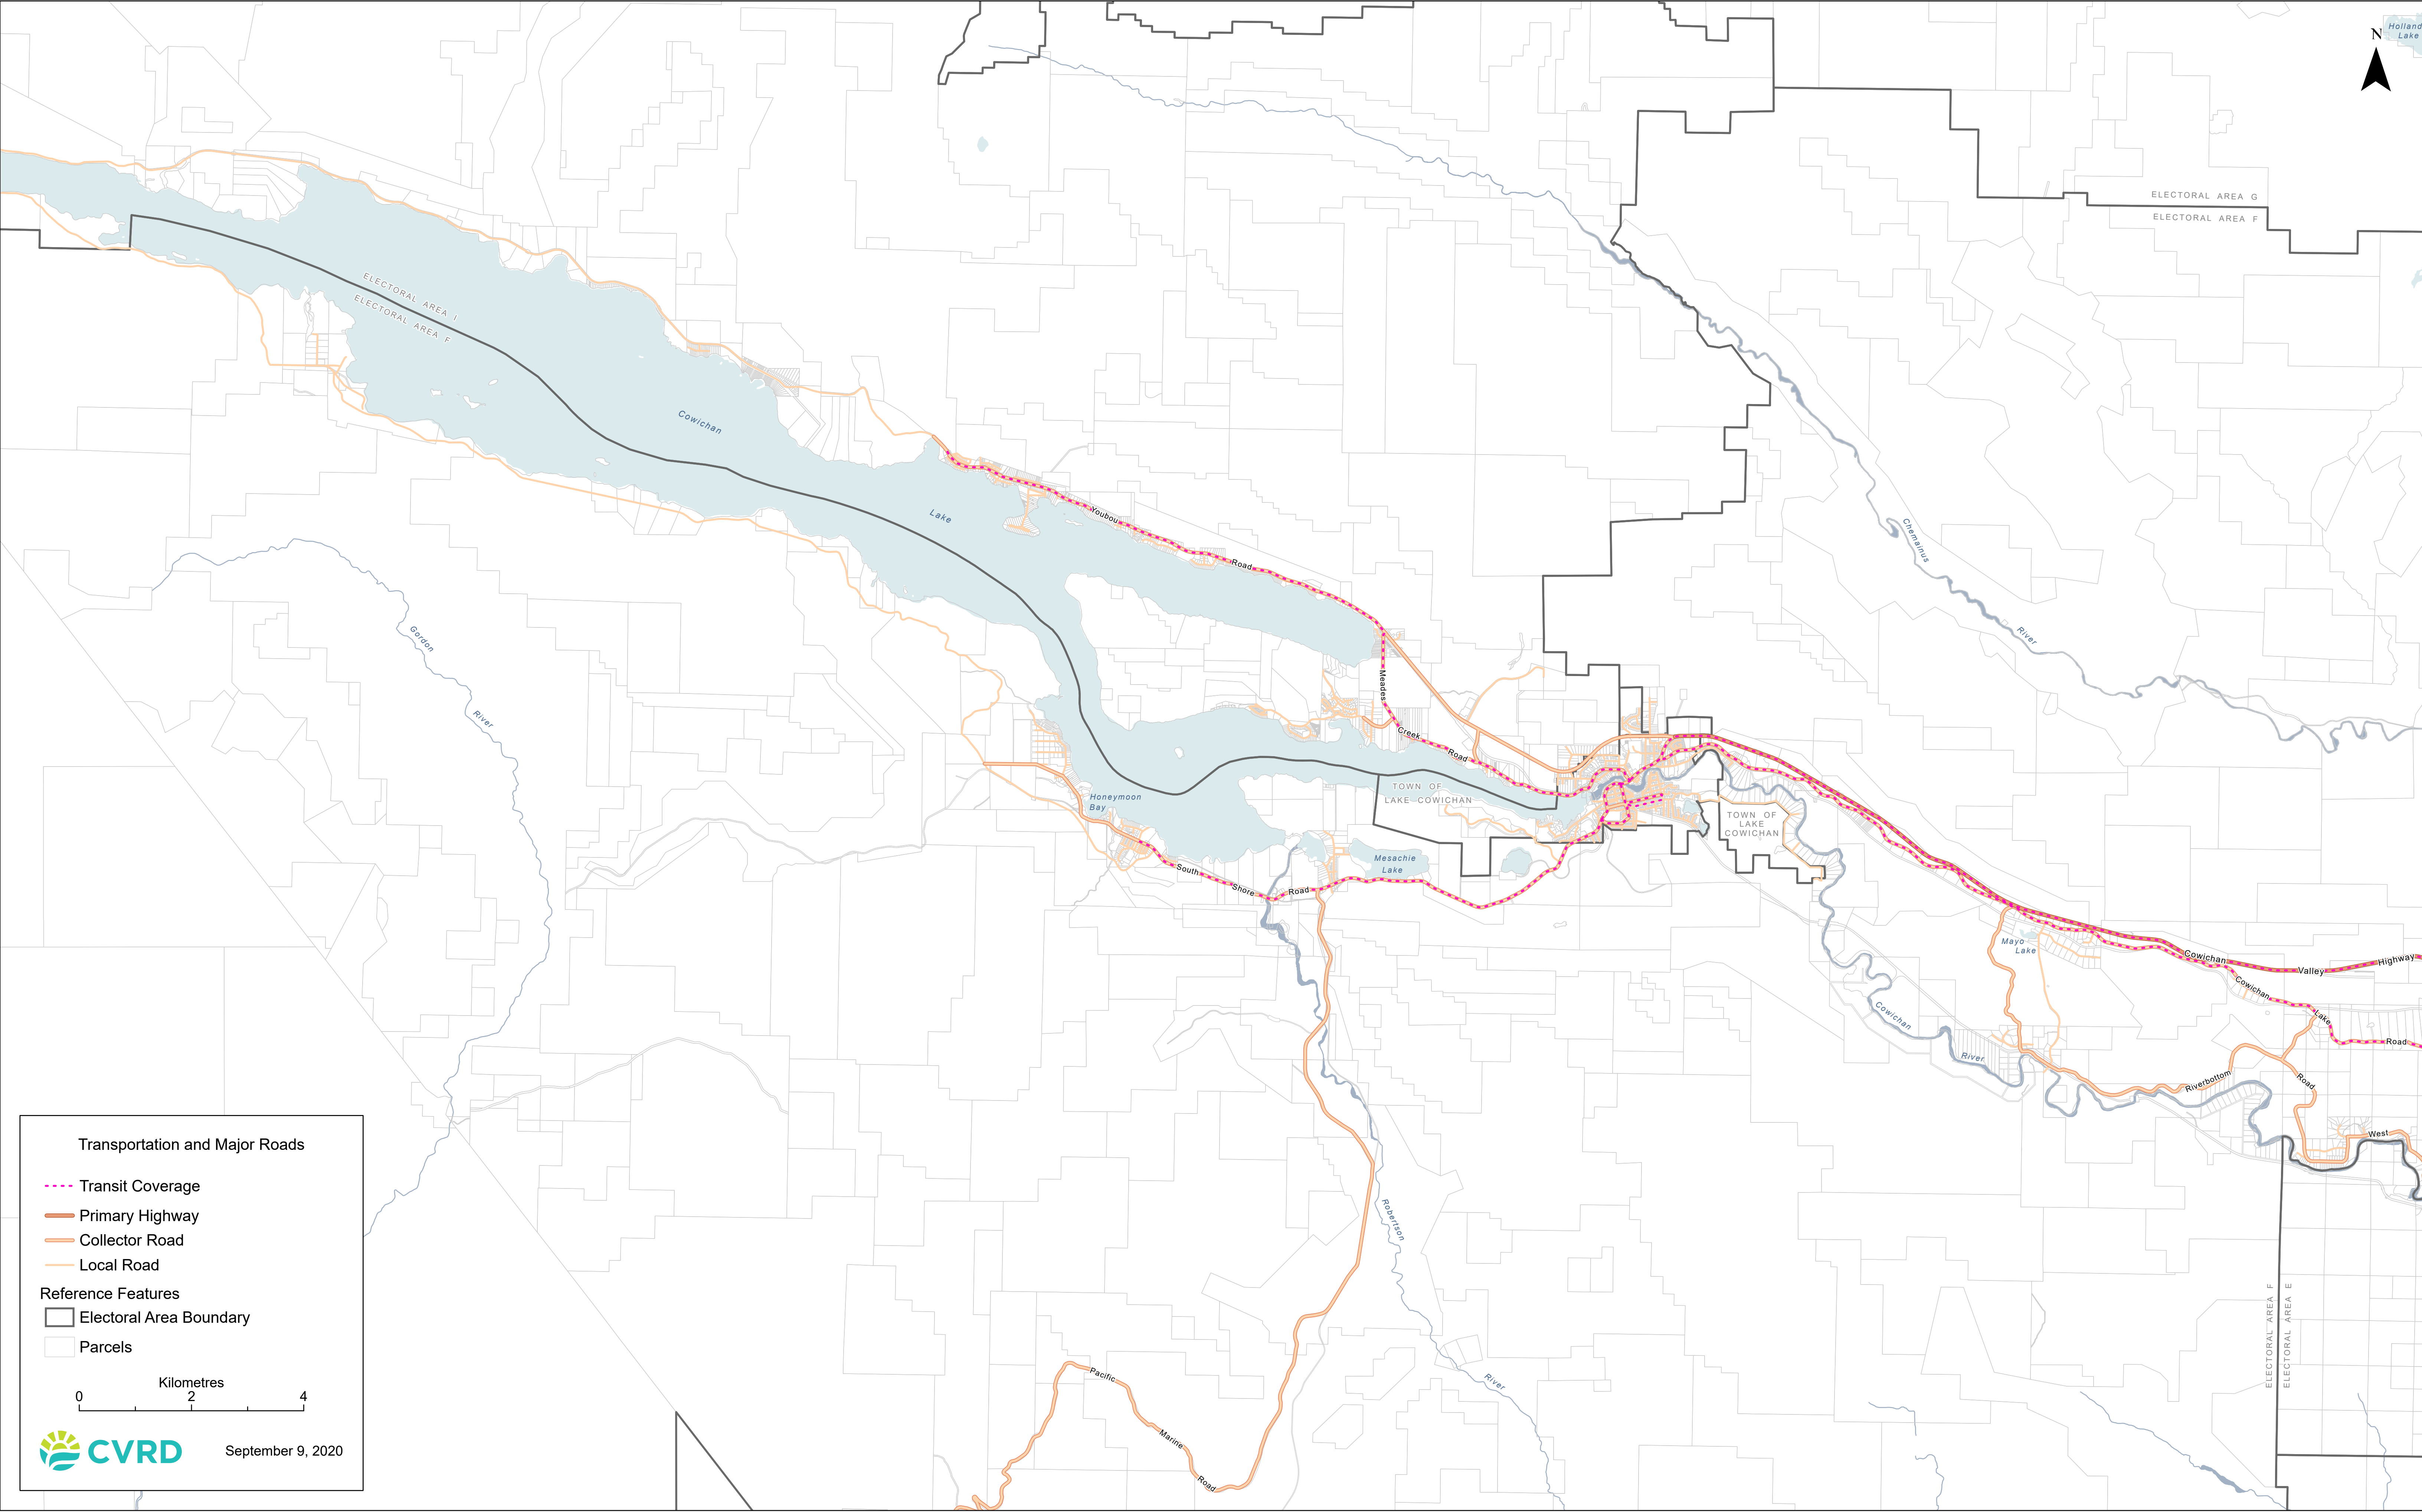 Holland
Lake
N
ELECTORAL AREA G
ELECTORAL AREA F
ELECTORAL AREA I
ELECTORAL AREA F
Cowichan
Lake
Youbou
Road
Chemainus
River
Gordon
River
Meades
Creek
Road
Honeymoon
Bay
TOWN OF
LAKE COWICHAN
TOWN OF
LAKE
COWICHAN
Mesachie
Lake
South
Shore
Road
Mayo
Lake
Cowichan
Valley
Highway
Cowichan
Lake
Road
Cowichan
River
Riverbottom
Road
West
Robertson
River
Pacific
Marine
Road
ELECTORAL AREA F
ELECTORAL AREA E
Transportation and Major Roads
Transit Coverage
Primary Highway
Collector Road
Local Road
Reference Features
Electoral Area Boundary
Parcels
Kilometres
0 2 4
CVRD
September 9, 2020